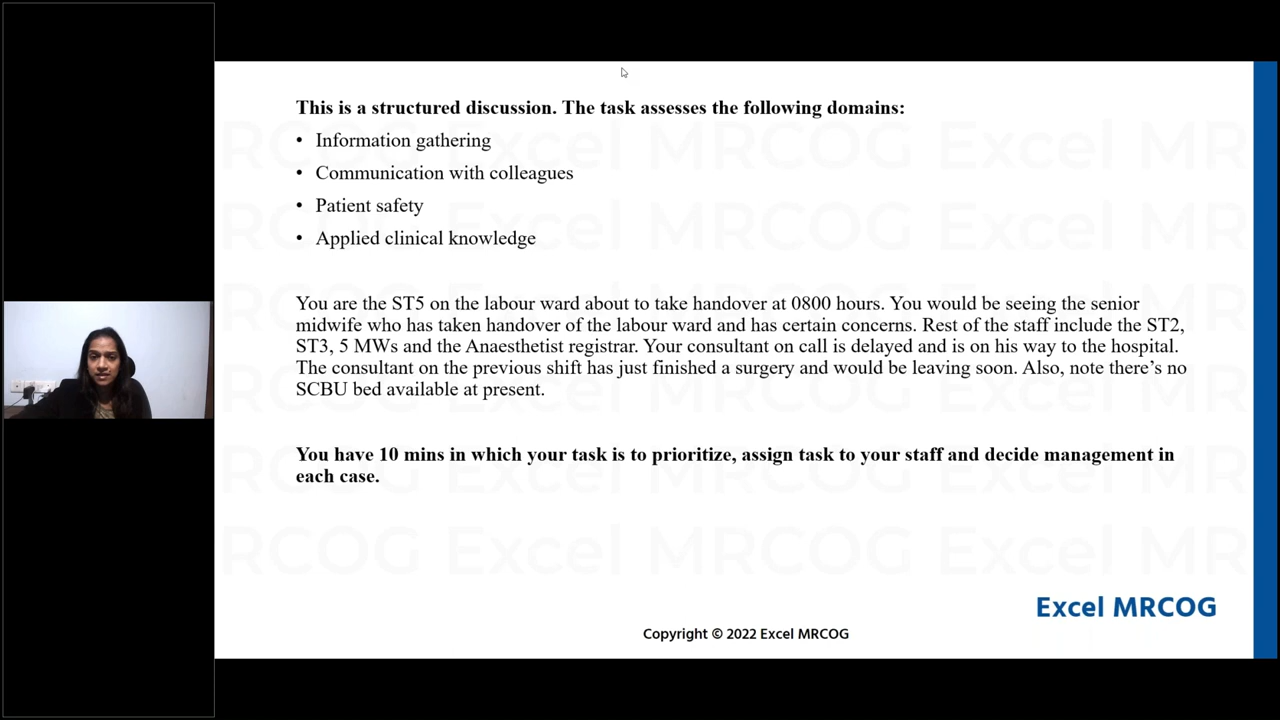 This is a structured discussion. The task assesses the following domains:
• Information gathering
• Communication with colleagues
• Patient safety
• Applied clinical knowledge
You are the ST5 on the labour ward about to take handover at 0800 hours. You would be seeing the senior
midwife who has taken handover of the labour ward and has certain concerns. Rest of the staff include the ST2,
ST3, 5 MWs and the Anaesthetist registrar. Your consultant on call is delayed and is on his way to the hospital.
The consultant on the previous shift has just finished a surgery and would be leaving soon. Also, note there's no
SCBU bed available at present.
You have 10 mins in which your task is to prioritize, assign task to your staff and decide management in
each case.
Excel MRCOG
Copyright © 2022 Excel MRCOG